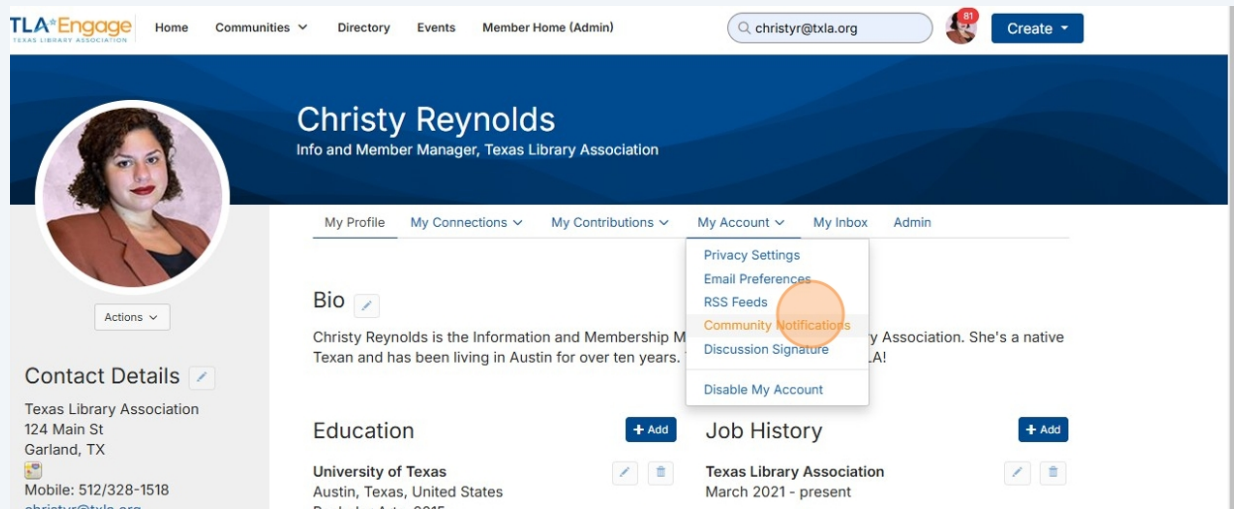 TLA Engage
TEXAS LIBRARY ASSOCIATION
Home Communities Directory Events Member Home (Admin)
christyr@txla.org
81
Create
Christy Reynolds
Info and Member Manager, Texas Library Association
My Profile My Connections My Contributions My Account My Inbox Admin
Privacy Settings
Email Preferences
RSS Feeds
Community Notifications
Discussion Signature
Disable My Account
Actions
Bio
Christy Reynolds is the Information and Membership M y Association. She's a native
Texan and has been living in Austin for over ten years. LA!
Contact Details
Texas Library Association
124 Main St
Garland, TX
Mobile: 512/328-1518
christyr@txla.org
Education
+ Add
University of Texas
Austin, Texas, United States
Job History
+ Add
Texas Library Association
March 2021 - present